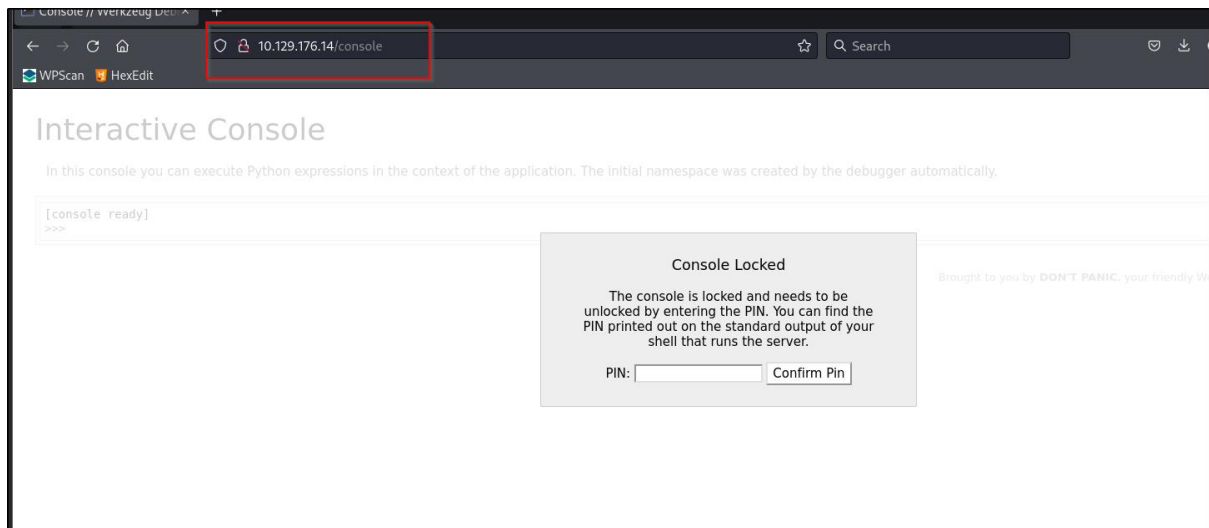 Console // Werkzeug Deb
10.129.176.14/console
Search
WPScan
HexEdit
Interactive Console
In this console you can execute Python expressions in the context of the application. The initial namespace was created by the debugger automatically.
[console ready]
>>>
Console Locked
The console is locked and needs to be
unlocked by entering the PIN. You can find the
PIN printed out on the standard output of your
shell that runs the server.
PIN:
Confirm Pin
Brought to you by DON'T PANIC, your friendly